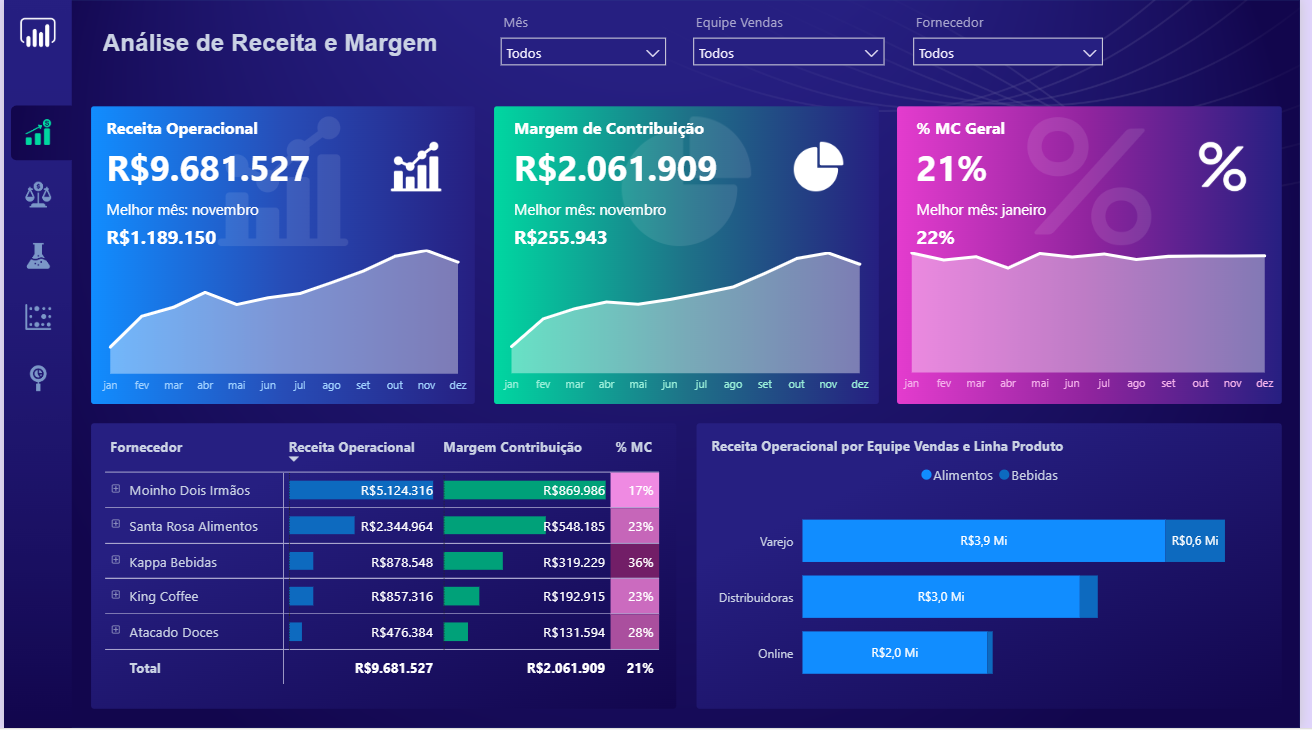 Análise de Receita e Margem
Mês
Todos
Equipe Vendas
Todos
Fornecedor
Todos
Receita Operacional
R$9.681.527
Melhor mês: novembro
R$1.189.150
jan fev mar abr mai jun jul ago set out nov dez
Margem de Contribuição
R$2.061.909
Melhor mês: novembro
R$255.943
jan fev mar abr mai jun jul ago set out nov dez
% MC Geral
21%
Melhor mês: janeiro
22%
jan fev mar abr mai jun jul ago set out nov dez
Fornecedor Receita Operacional Margem Contribuição % MC
Moinho Dois Irmãos R$5.124.316 R$869.986 17%
Santa Rosa Alimentos R$2.344.964 R$548.185 23%
Kappa Bebidas R$878.548 R$319.229 36%
King Coffee R$857.316 R$192.915 23%
Atacado Doces R$476.384 R$131.594 28%
Total R$9.681.527 R$2.061.909 21%
Receita Operacional por Equipe Vendas e Linha Produto
Alimentos Bebidas
Varejo R$3,9 Mi R$0,6 Mi
Distribuidoras R$3,0 Mi
Online R$2,0 Mi